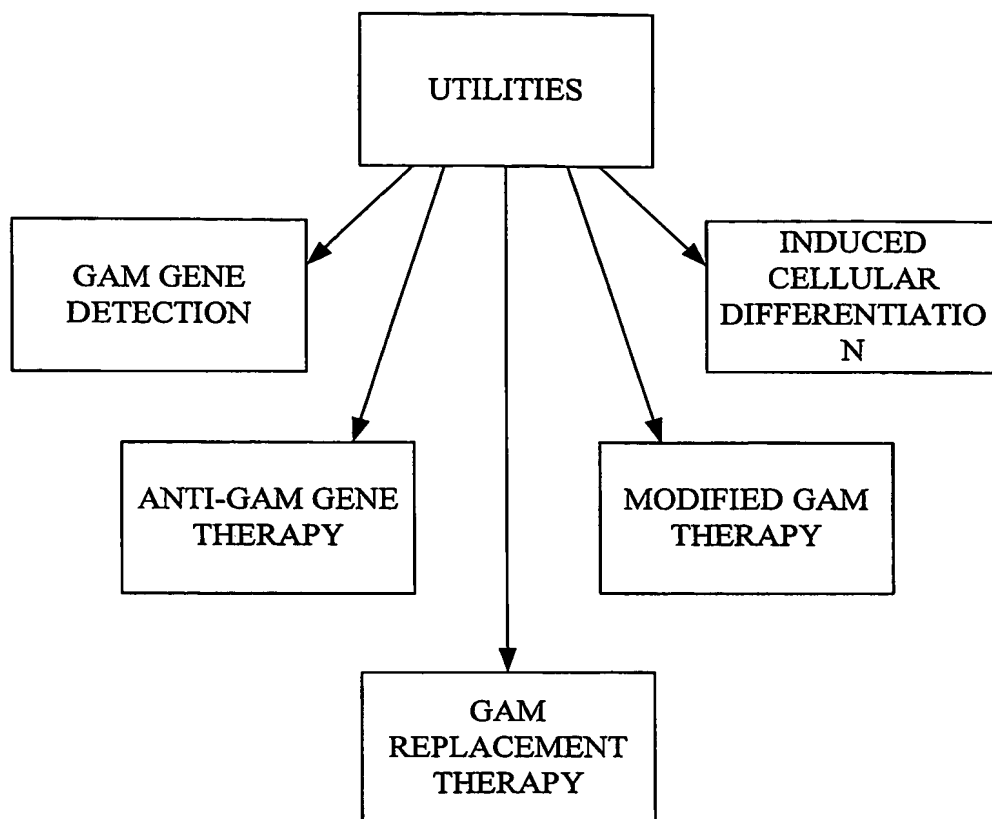 UTILITIES
GAM GENE
DETECTION
INDUCED
CELLULAR
DIFFERENTIATIO
N
ANTI-GAM GENE
THERAPY
MODIFIED GAM
THERAPY
GAM
REPLACEMENT
THERAPY